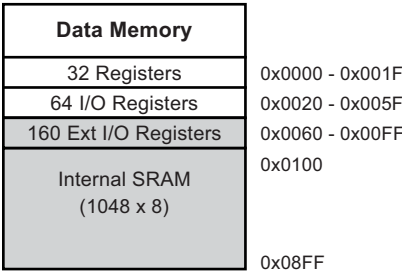 Data Memory
32 Registers 0x0000 - 0x001F
64 I/O Registers 0x0020 - 0x005F
160 Ext I/O Registers 0x0060 - 0x00FF
0x0100
Internal SRAM
(1048 x 8)
0x08FF